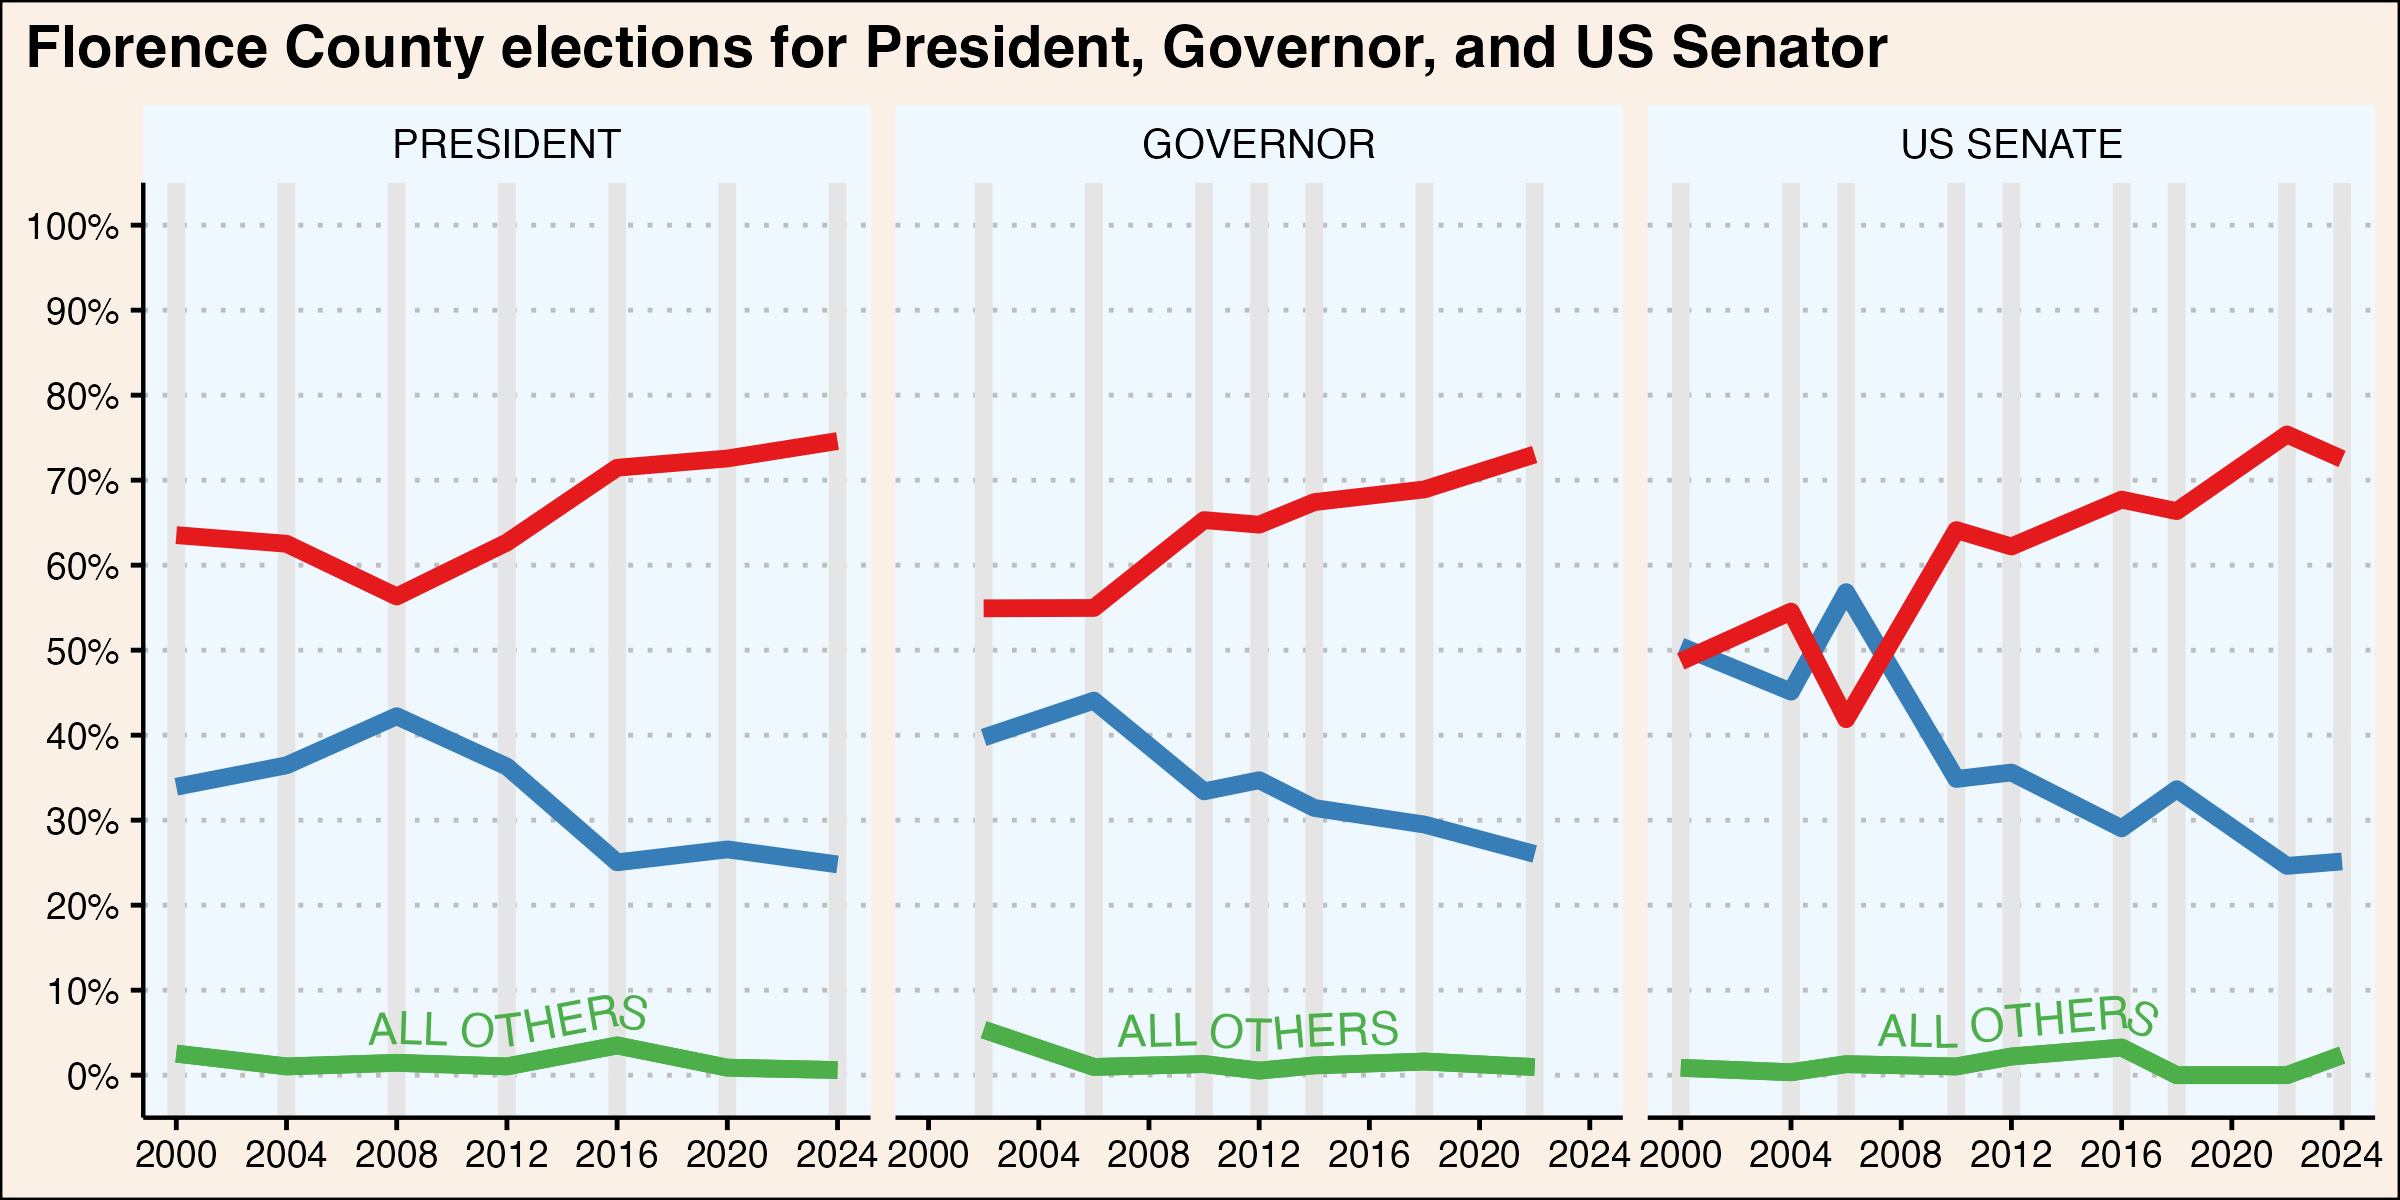 Florence County elections for President, Governor, and US Senator
PRESIDENT
GOVERNOR
US SENATE
100%
90%
80%
70%
60%
50%
40%
30%
20%
10%
0%
ALL OTHERS
ALL OTHERS
ALL OTHERS
2000 2004 2008 2012 2016 2020 2024
2000 2004 2008 2012 2016 2020 2024
2000 2004 2008 2012 2016 2020 2024